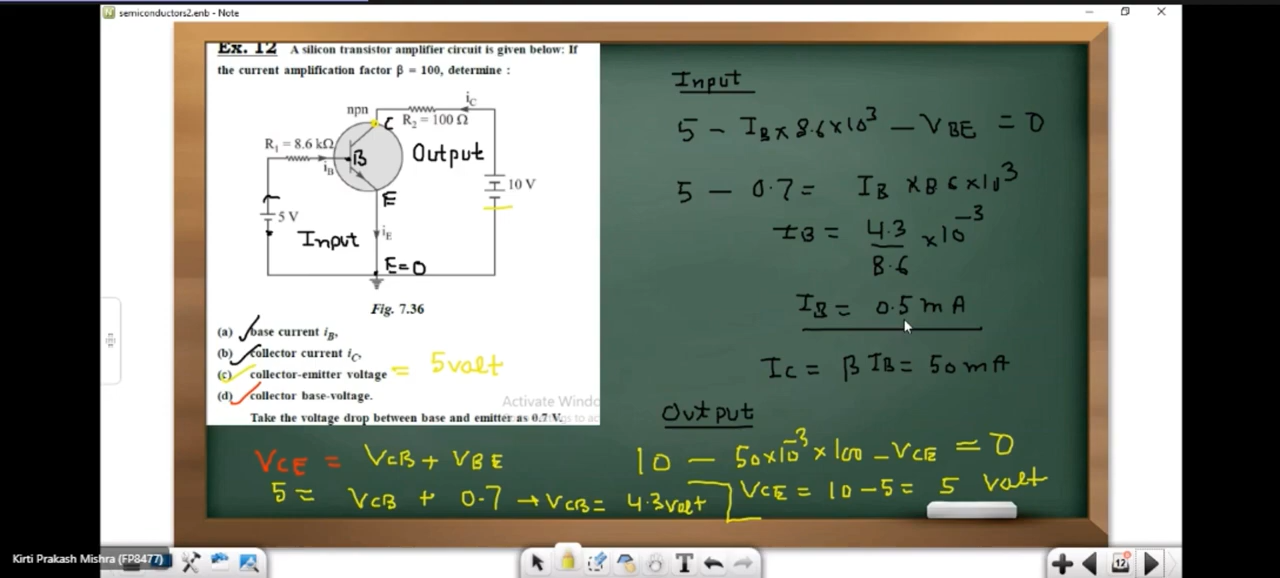 semiconductors2.enb - Note
Ex. 12 A silicon transistor amplifier circuit is given below: If
the current amplification factor β = 100, determine :
npn
iC
C
R2 = 100 Ω
R1 = 8.6 kΩ
B
Output
iB
10 V
E
5 V
Input
iE
E=0
Fig. 7.36
(a) base current iB,
(b) collector current iC,
(c) collector-emitter voltage = 5 volt
(d) collector base-voltage.
Take the voltage drop between base and emitter as 0.7 V.
Activate Windo
Input
5 - IB x 8.6 x 10³ - VBE = 0
5 - 0.7 = IB x 8.6 x 10³
IB = 4.3/8.6 x 10⁻³
IB = 0.5 mA
IC = β IB = 50 mA
Output
10 - 50x10⁻³ x 100 - VCE = 0
VCE = 10 - 5 = 5 volt
VCE = VCB + VBE
5 = VCB + 0.7 → VCB = 4.3 volt
Kirti Prakash Mishra (FP8477)
T
12